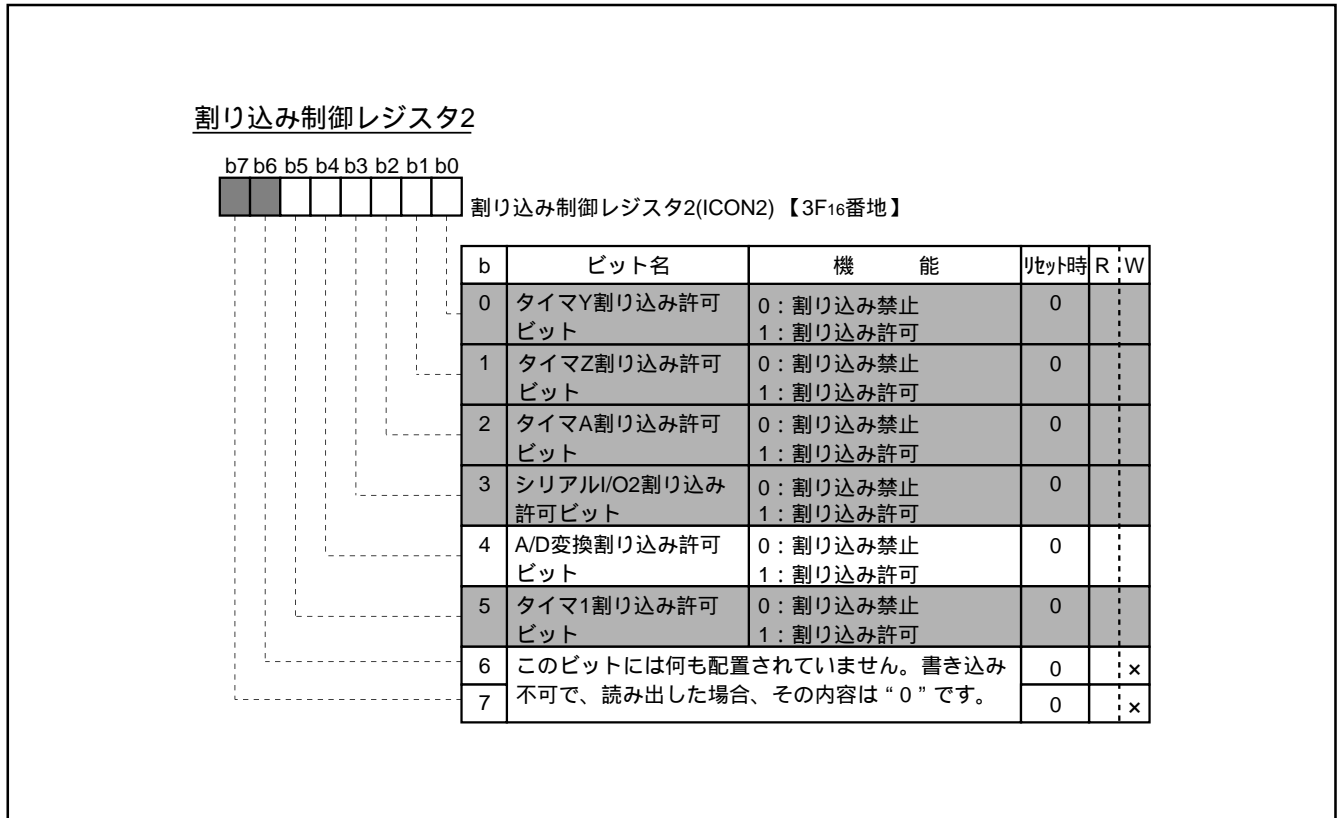 割り込み制御レジスタ2
b7 b6 b5 b4 b3 b2 b1 b0
割り込み制御レジスタ2(ICON2)【3F16番地】
b ビット名 機 能 リセット時 R W
0 タイマY割り込み許可 0：割り込み禁止 0
ビット 1：割り込み許可
1 タイマZ割り込み許可 0：割り込み禁止 0
ビット 1：割り込み許可
2 タイマA割り込み許可 0：割り込み禁止 0
ビット 1：割り込み許可
3 シリアルI/O2割り込み 0：割り込み禁止 0
許可ビット 1：割り込み許可
4 A/D変換割り込み許可 0：割り込み禁止 0
ビット 1：割り込み許可
5 タイマ1割り込み許可 0：割り込み禁止 0
ビット 1：割り込み許可
6 このビットには何も配置されていません。書き込み 0 ×
7 不可で、読み出した場合、その内容は“0”です。 0 ×